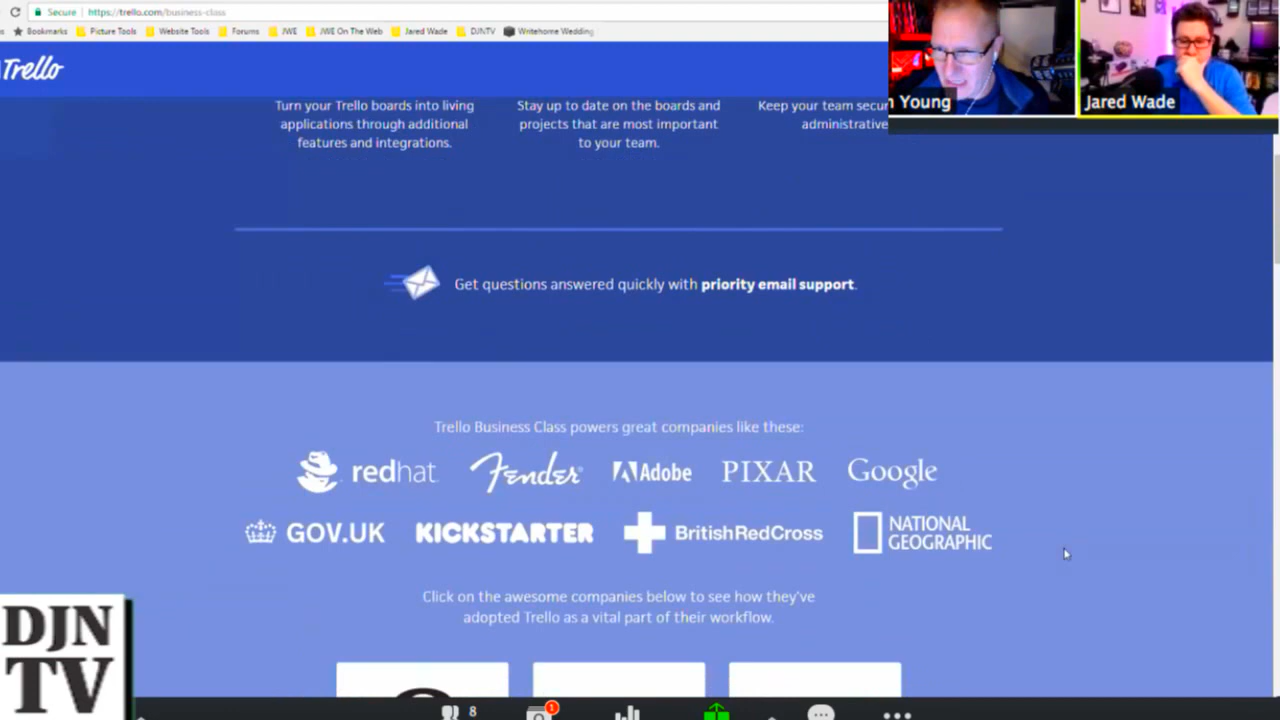 Secure https://trello.com/business-class
s Bookmarks Picture Tools Website Tools Forums JWE JWE On The Web Jared Wade DJNTV Writehome Wedding
Trello
n Young
Jared Wade
Turn your Trello boards into living
applications through additional
features and integrations.
Stay up to date on the boards and
projects that are most important
to your team.
Keep your team secur
administrative
Get questions answered quickly with priority email support.
Trello Business Class powers great companies like these:
redhat Fender Adobe PIXAR Google
GOV.UK KICKSTARTER BritishRedCross NATIONAL
GEOGRAPHIC
Click on the awesome companies below to see how they've
adopted Trello as a vital part of their workflow.
DJN
TV
8
1